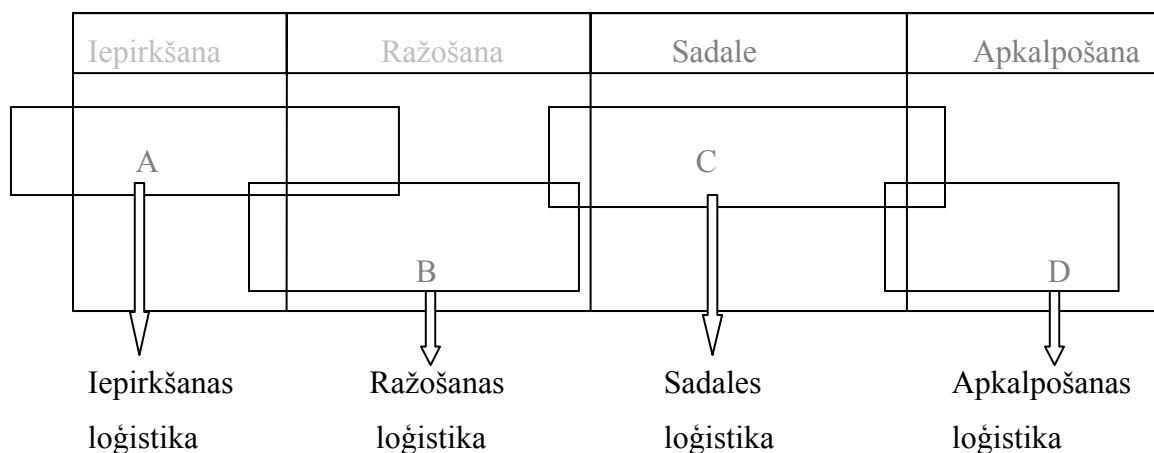 Iepirkšana Ražošana Sadale Apkalpošana
A C
B D
Iepirkšanas Ražošanas Sadales Apkalpošanas
loģistika loģistika loģistika loģistika